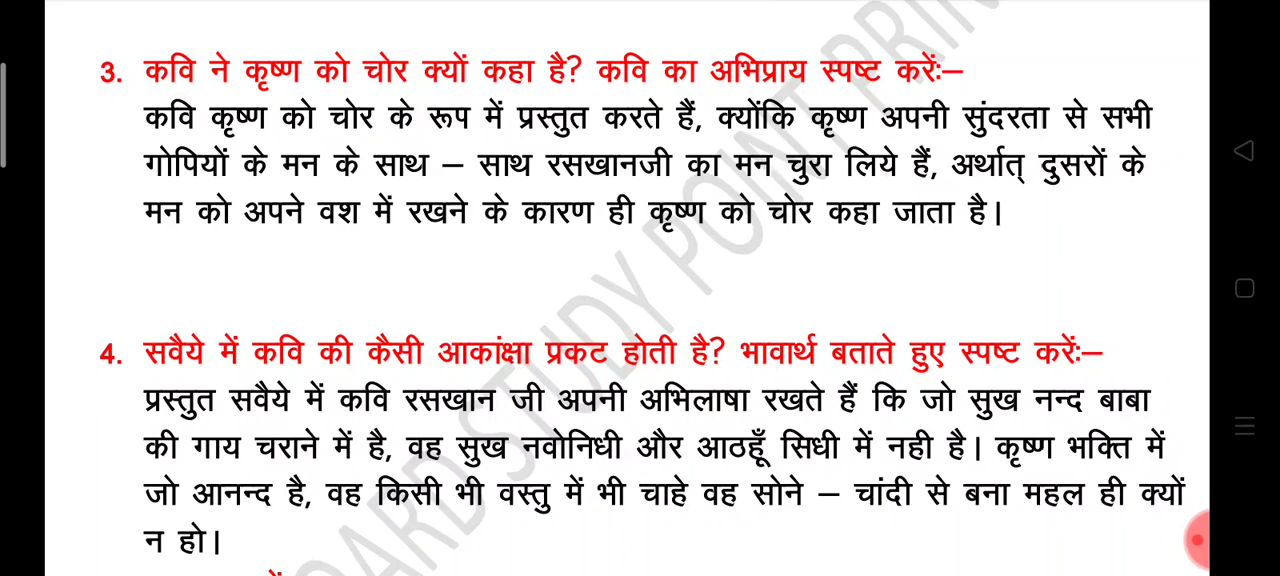 3. कवि ने कृष्ण को चोर क्यों कहा है? कवि का अभिप्राय स्पष्ट करेंः–
कवि कृष्ण को चोर के रूप में प्रस्तुत करते हैं, क्योंकि कृष्ण अपनी सुंदरता से सभी
गोपियों के मन के साथ – साथ रसखानजी का मन चुरा लिये हैं, अर्थात् दुसरों के
मन को अपने वश में रखने के कारण ही कृष्ण को चोर कहा जाता है।
4. सवैये में कवि की कैसी आकांक्षा प्रकट होती है? भावार्थ बताते हुए स्पष्ट करेंः–
प्रस्तुत सवैये में कवि रसखान जी अपनी अभिलाषा रखते हैं कि जो सुख नन्द बाबा
की गाय चराने में है, वह सुख नवोनिधी और आठहूँ सिधी में नही है। कृष्ण भक्ति में
जो आनन्द है, वह किसी भी वस्तु में भी चाहे वह सोने – चांदी से बना महल ही क्यों
न हो।
STUDY POINT